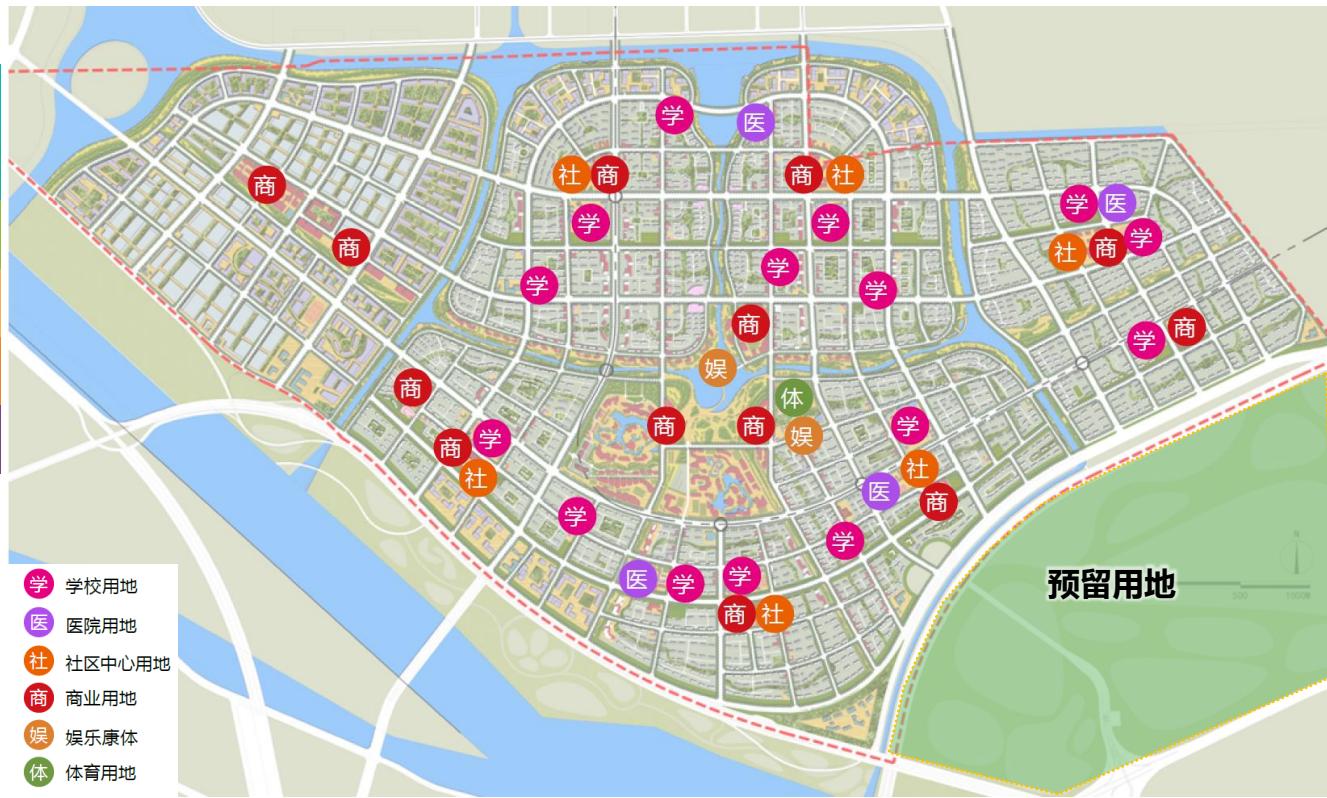 学
医
社
商
商
社
商
学
医
学
学
社
商
学
商
学
学
学
商
商
学
商
娱
商
体
商
商
学
娱
商
学
社
社
医
商
学
学
医
学
学
商
社
预留用地
N
500
1000M
学 学校用地
医 医院用地
社 社区中心用地
商 商业用地
娱 娱乐康体
体 体育用地